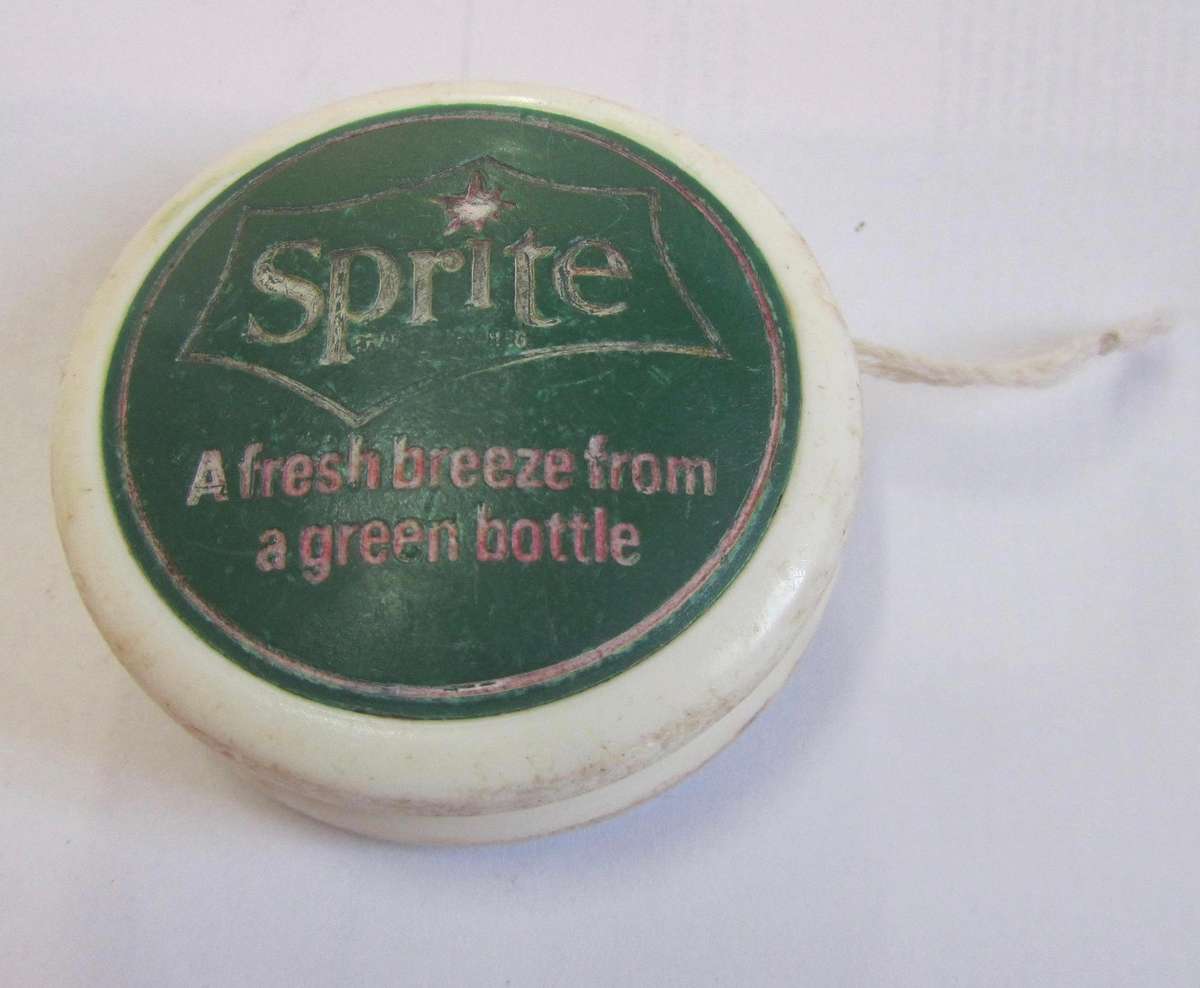 Sprite
A fresh breeze from
a green bottle